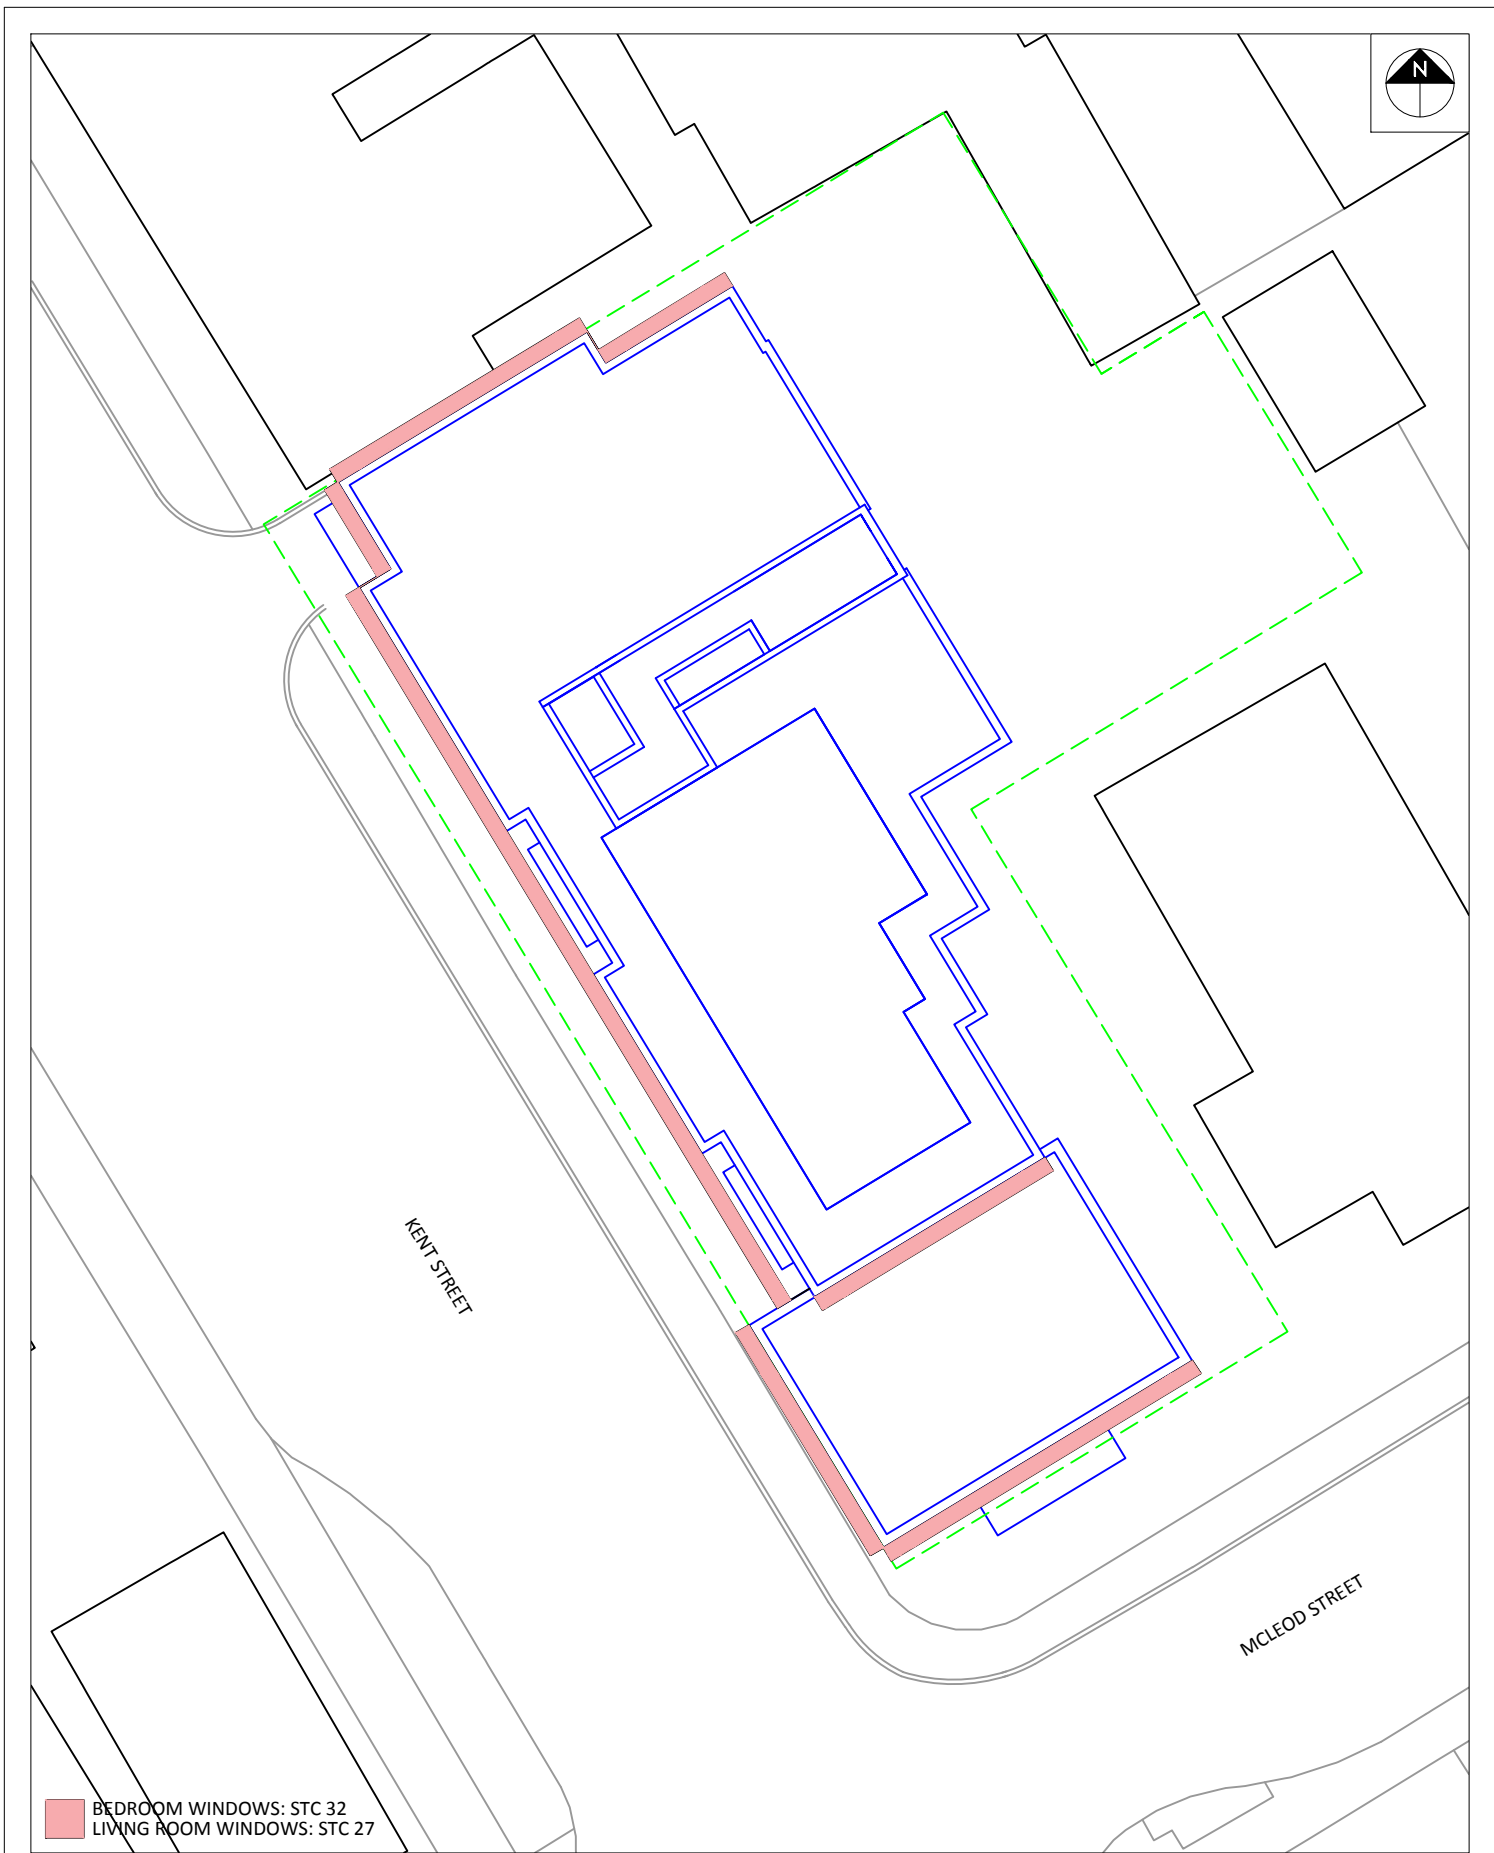 N
KENT STREET
MCLEOD STREET
BEDROOM WINDOWS: STC 32
LIVING ROOM WINDOWS: STC 27